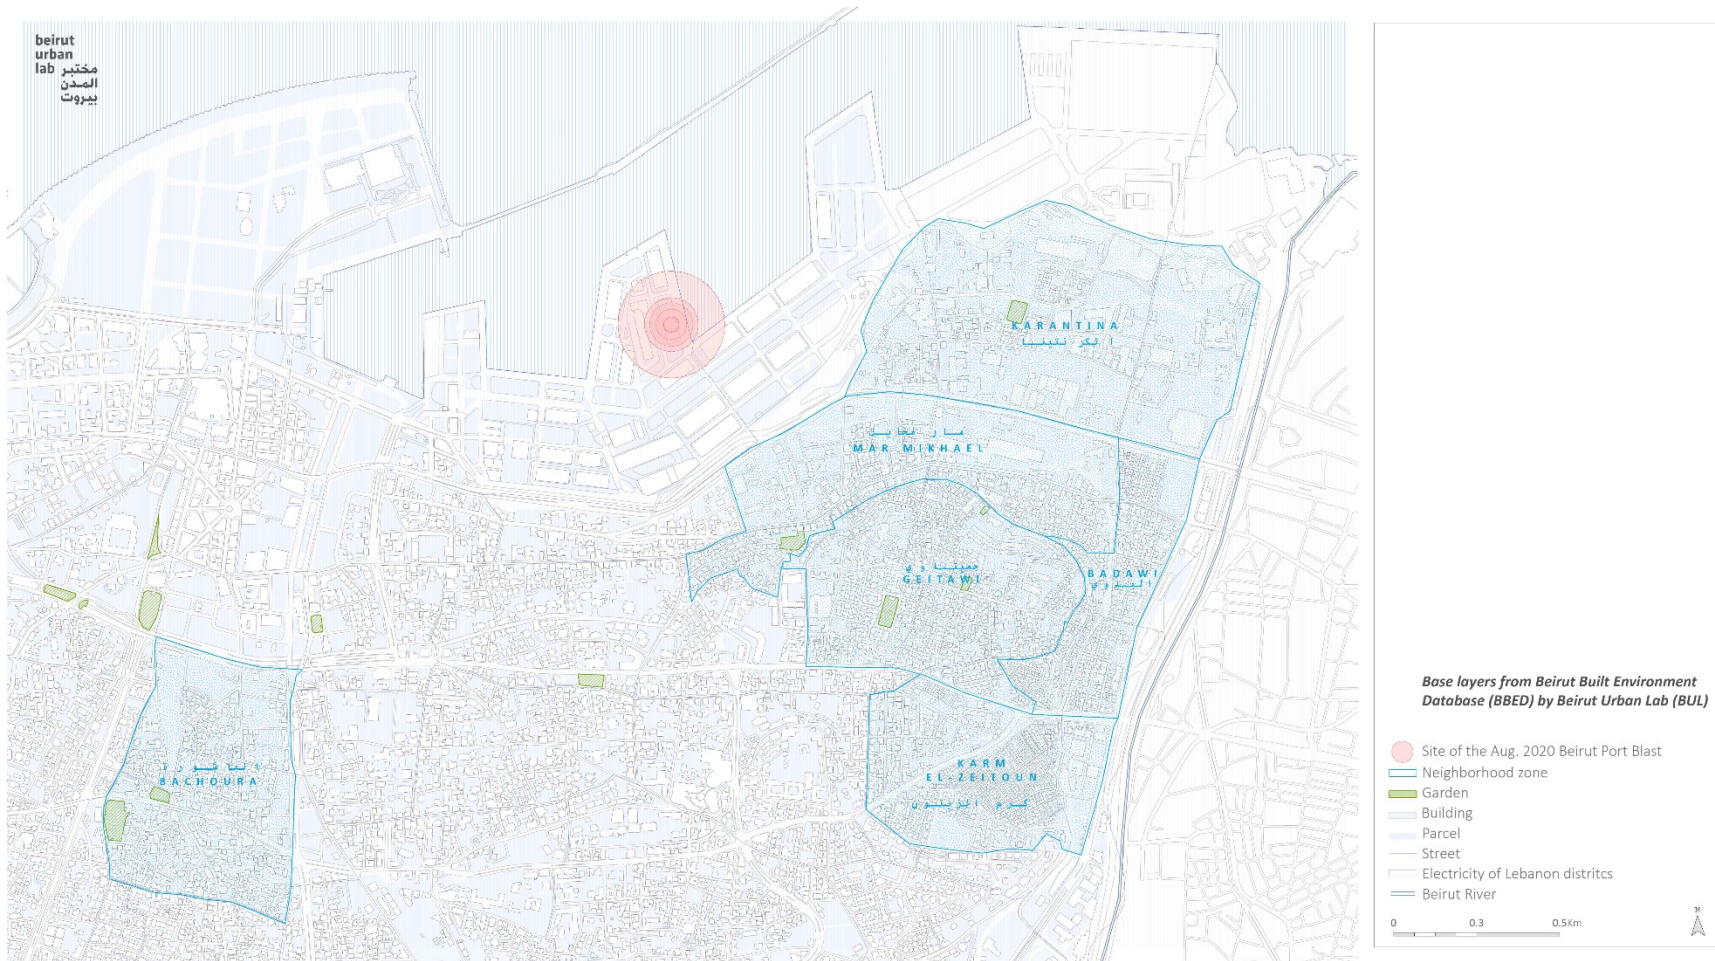 beirut
urban
lab مختبر
المدن
بيروت
KARANTINA
الكرنتينا
مار مخايل
MAR MIKHAEL
GEITAWI
BADAWI
البدوي
BACHOURA
KARM
EL-ZEITOUN
كرم الزيتون
Base layers from Beirut Built Environment
Database (BBED) by Beirut Urban Lab (BUL)
Site of the Aug. 2020 Beirut Port Blast
Neighborhood zone
Garden
Building
Parcel
Street
Electricity of Lebanon distritcs
Beirut River
0 0.3 0.5Km
N